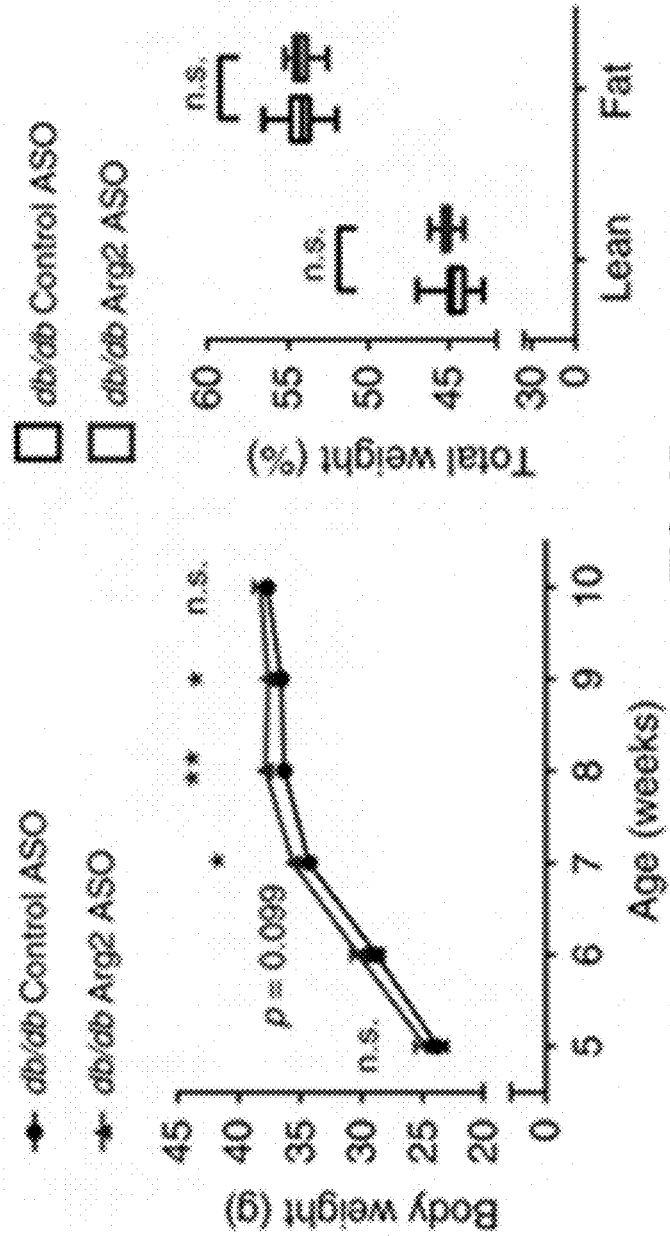 db/db Control ASO
db/db Arg2 ASO
Body weight (g)
45
40
35
30
25
20
0
n.s.
p = 0.099
*
**
*
n.s.
5 6 7 8 9 10
Age (weeks)
db/db Control ASO
db/db Arg2 ASO
Total weight (%)
60
55
50
45
30
0
n.s.
n.s.
Lean Fat